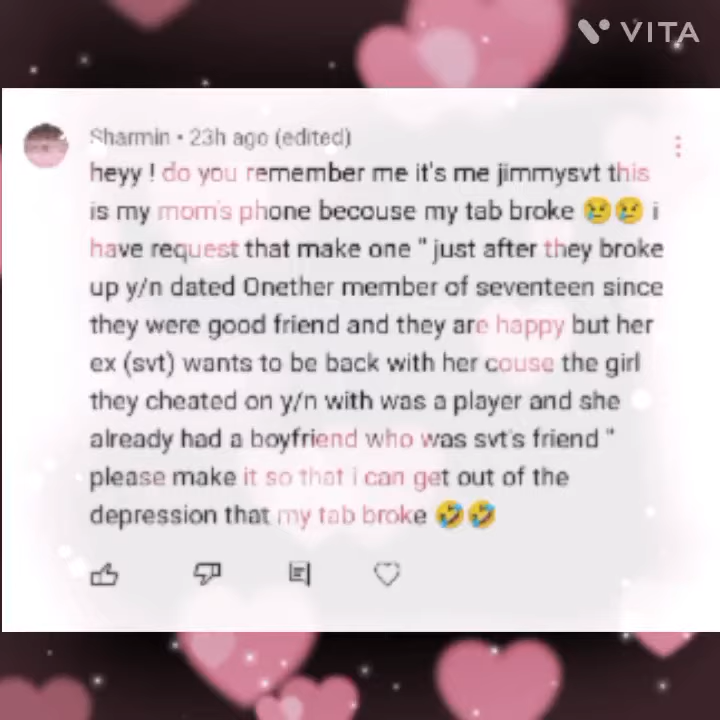 VITA
Sharmin • 23h ago (edited)
heyy ! do you remember me it's me jimmysvt this
is my mom's phone becouse my tab broke 😢😢 i
have request that make one " just after they broke
up y/n dated Onether member of seventeen since
they were good friend and they are happy but her
ex (svt) wants to be back with her couse the girl
they cheated on y/n with was a player and she
already had a boyfriend who was svt's friend "
please make it so that i can get out of the
depression that my tab broke 🤣🤣